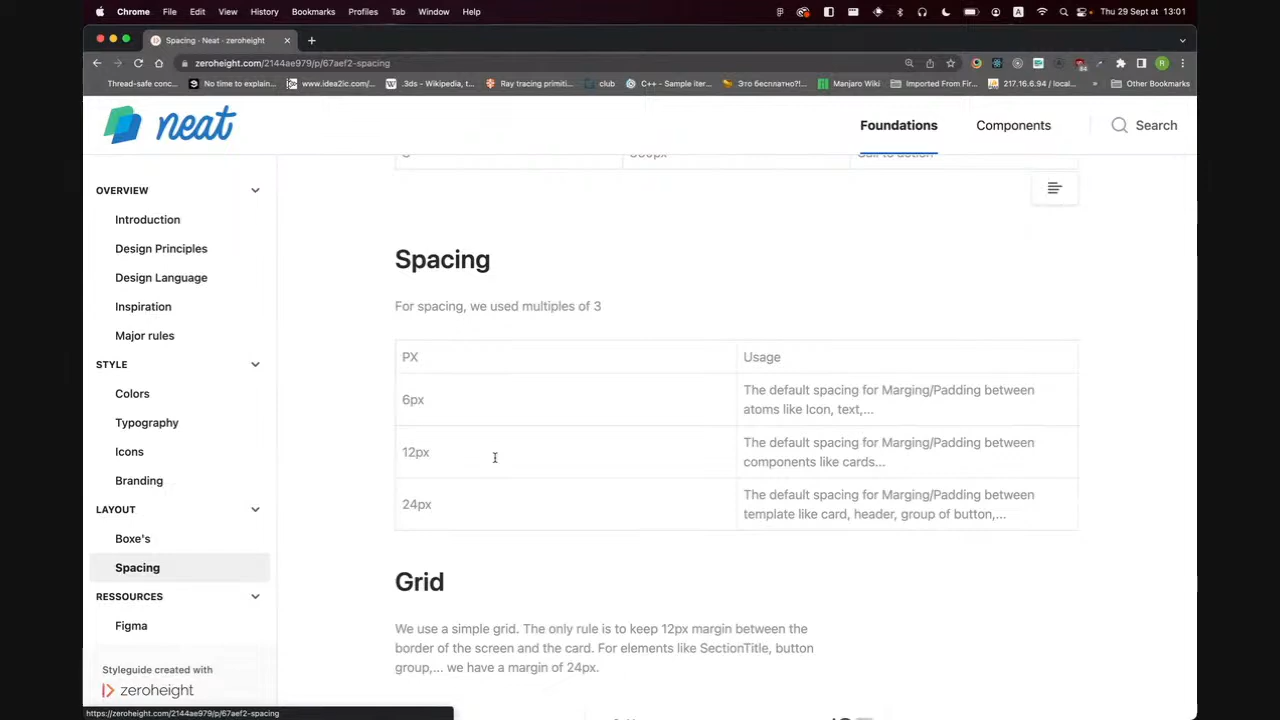 Chrome File Edit View History Bookmarks Profiles Tab Window Help Thu 29 Sept at 13:01
Spacing - Neat - zeroheight
zeroheight.com/2144ae979/p/67aef2-spacing
Thread-safe conc... No time to explain... www.idea2ic.com/... .3ds - Wikipedia, t... Ray tracing primiti... club C++ - Sample iter... Это бесплатно?!... Manjaro Wiki Imported From Fir... 217.16.6.94 / local... » Other Bookmarks
neat
Foundations
Components
Search
OVERVIEW
Introduction
Design Principles
Design Language
Inspiration
Major rules
STYLE
Colors
Typography
Icons
Branding
LAYOUT
Boxe's
Spacing
RESSOURCES
Figma
Styleguide created with
zeroheight
https://zeroheight.com/2144ae979/p/67aef2-spacing
Call to action
Spacing
For spacing, we used multiples of 3
PX Usage
6px
The default spacing for Marging/Padding between
atoms like Icon, text,...
12px
The default spacing for Marging/Padding between
components like cards...
24px
The default spacing for Marging/Padding between
template like card, header, group of button,...
Grid
We use a simple grid. The only rule is to keep 12px margin between the
border of the screen and the card. For elements like SectionTitle, button
group,... we have a margin of 24px.